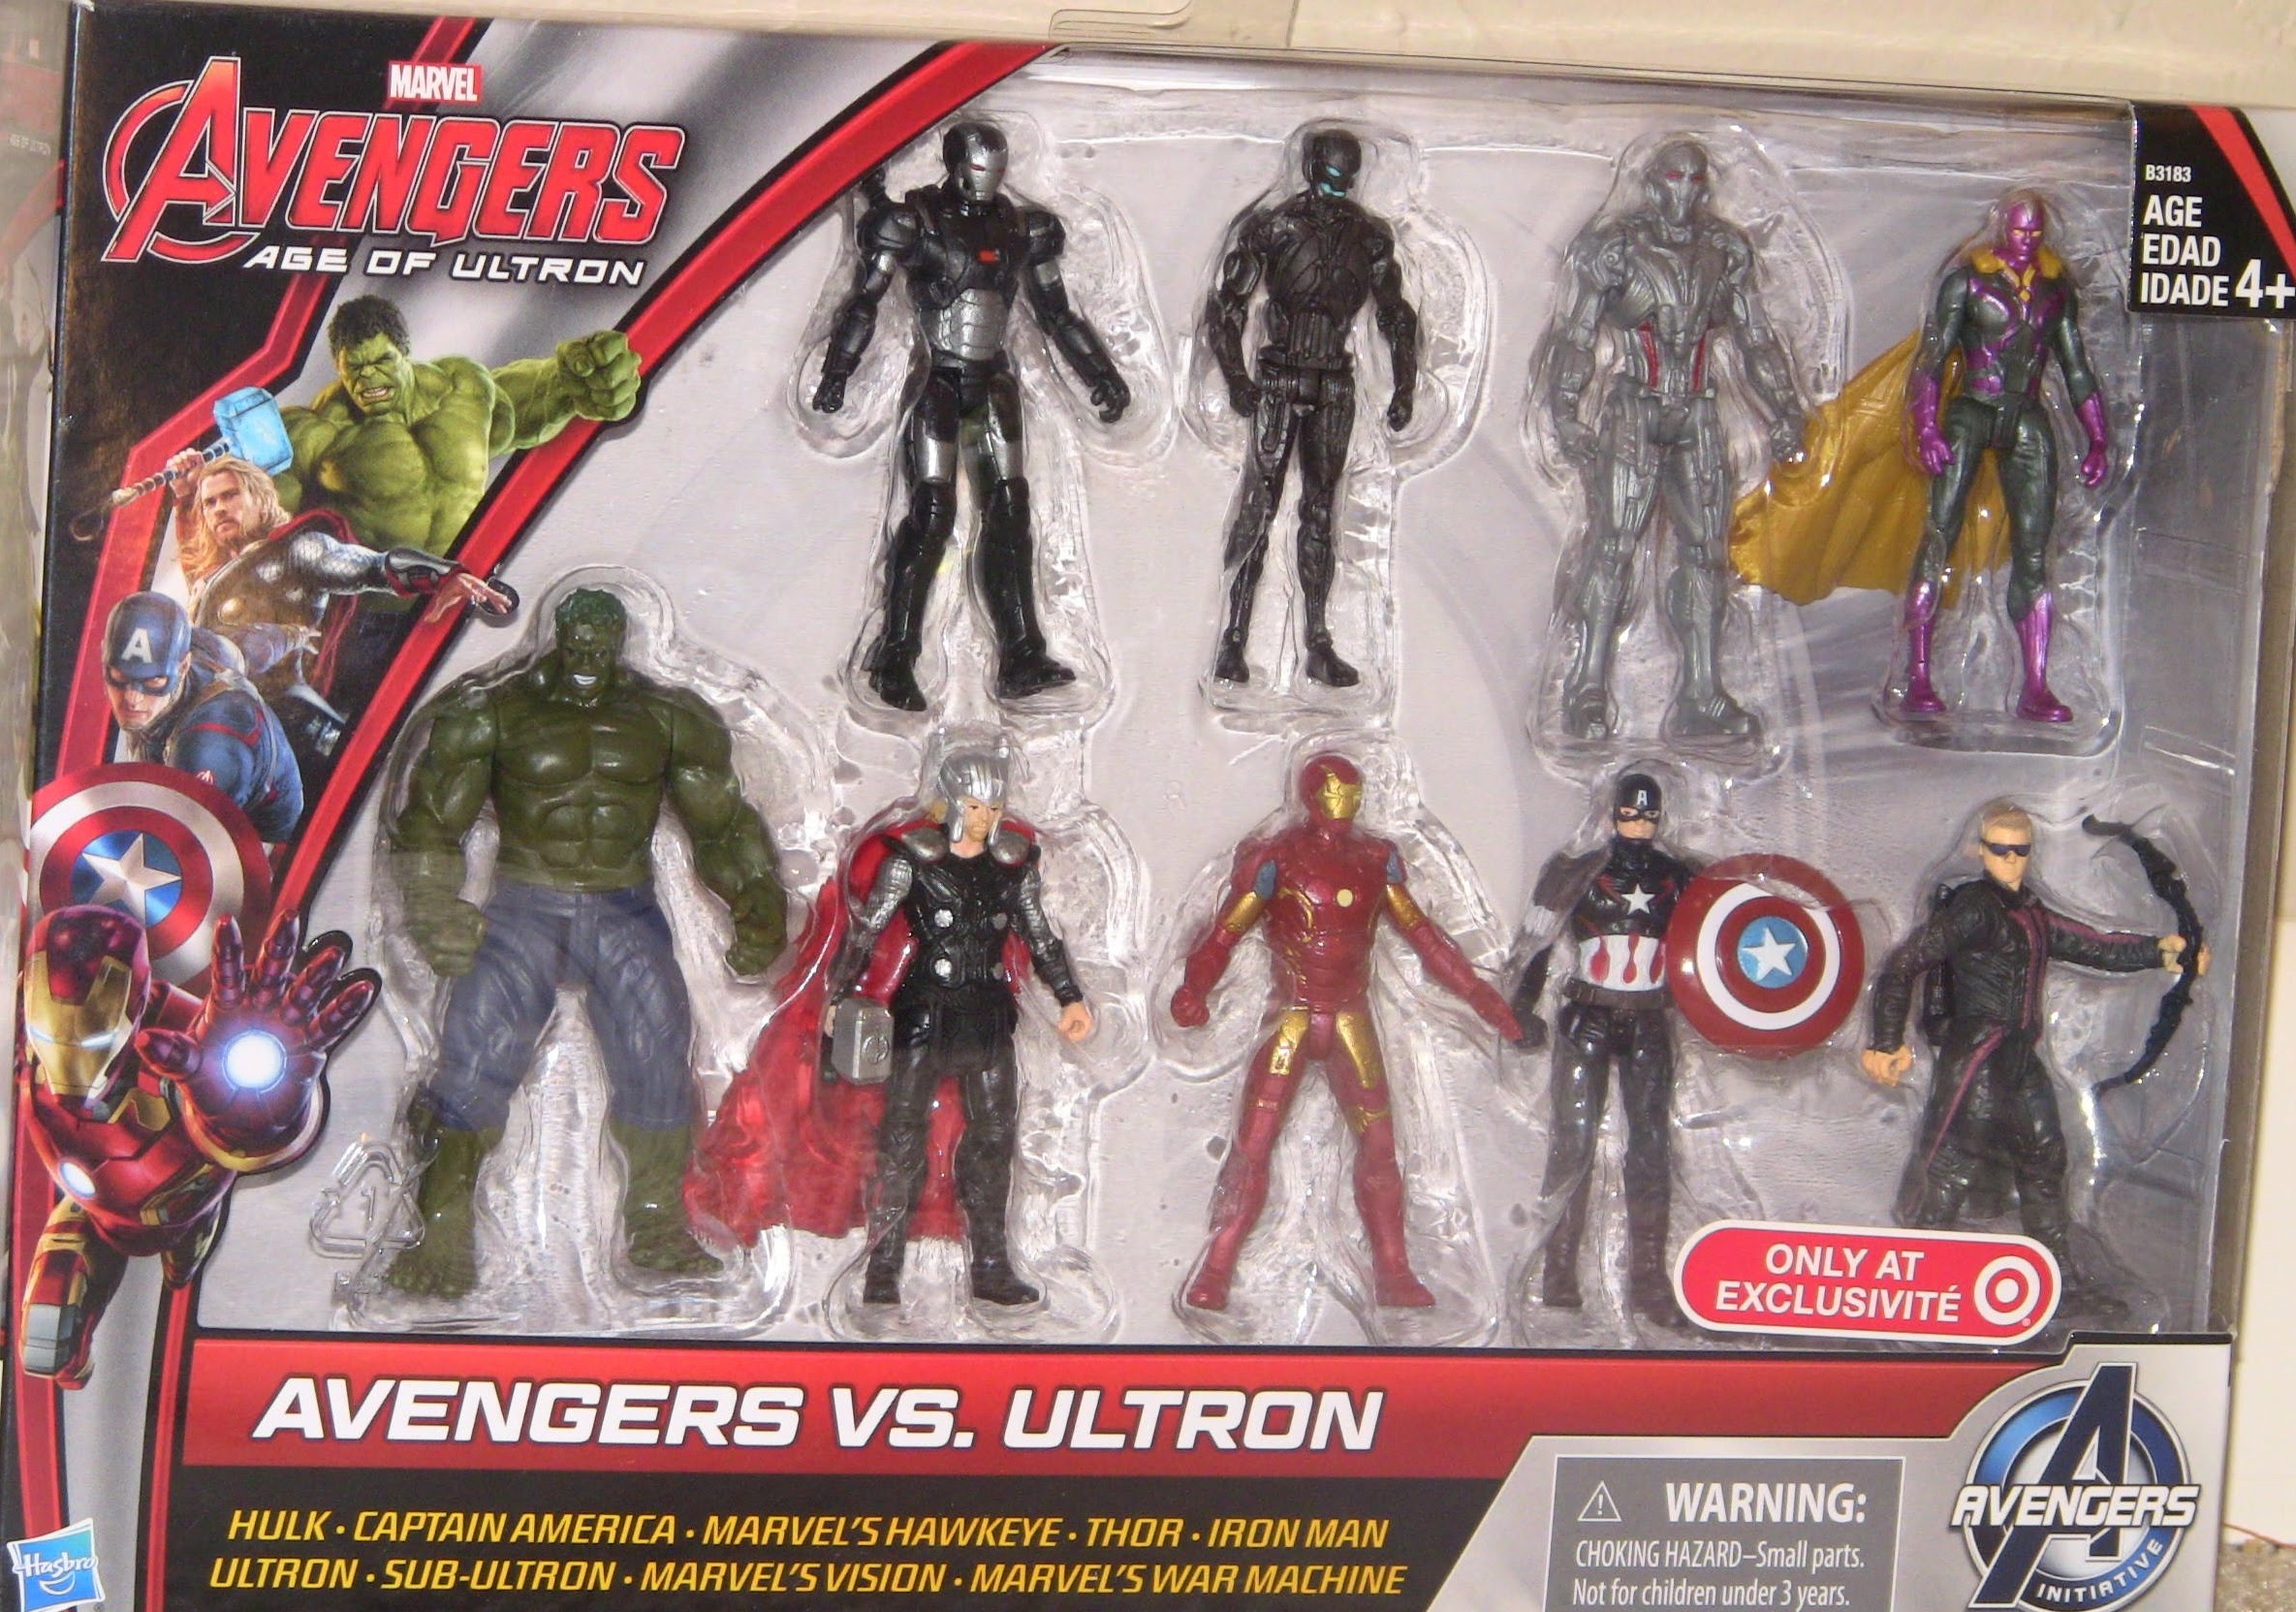 MARVEL
AVENGERS
AGE OF ULTRON
B3183
AGE
EDAD
IDADE 4+
A
A
1
ONLY AT
EXCLUSIVITÉ
AVENGERS VS. ULTRON
HULK · CAPTAIN AMERICA · MARVEL'S HAWKEYE · THOR · IRON MAN
ULTRON · SUB-ULTRON · MARVEL'S VISION · MARVEL'S WAR MACHINE
WARNING:
CHOKING HAZARD–Small parts.
Not for children under 3 years.
A
AVENGERS
INITIATIVE
Hasbro